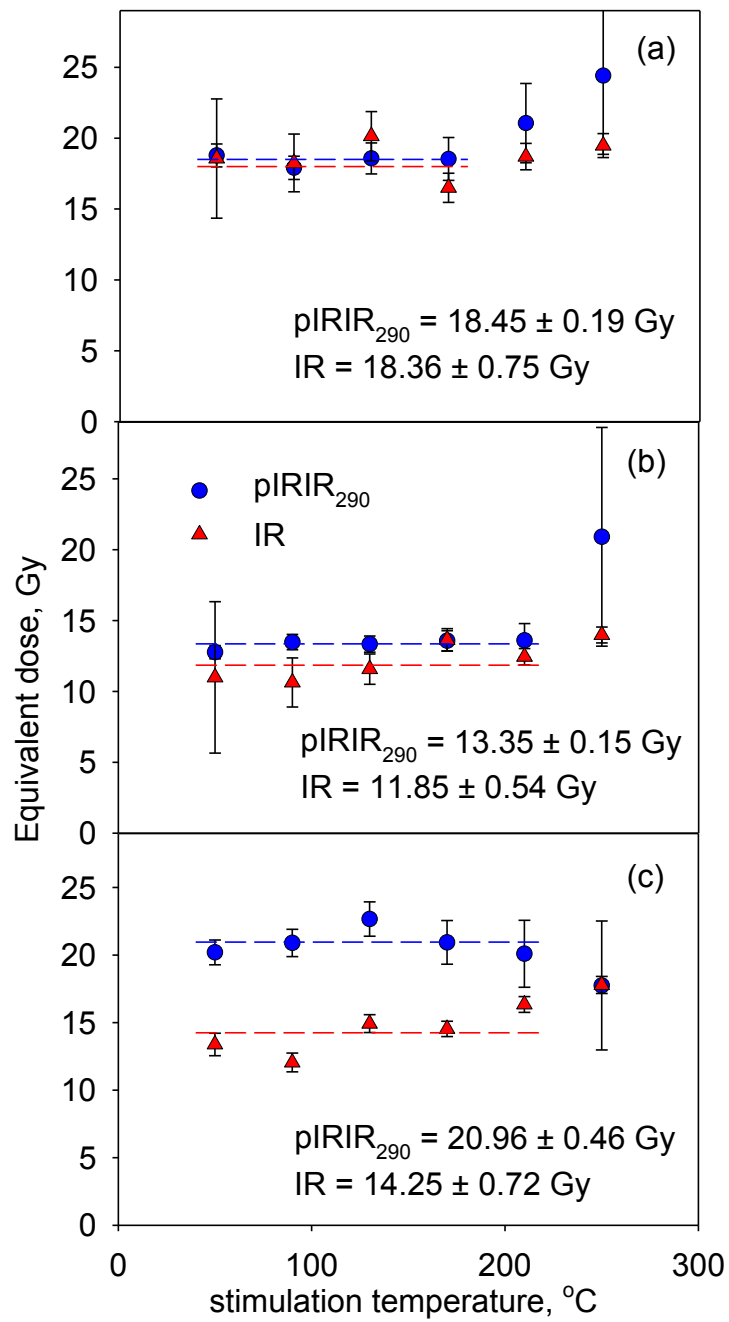 (a)
25
20
15
10
5
0
pIRIR₂₉₀ = 18.45 ± 0.19 Gy
IR = 18.36 ± 0.75 Gy
(b)
pIRIR₂₉₀
IR
25
20
15
10
5
0
Equivalent dose, Gy
pIRIR₂₉₀ = 13.35 ± 0.15 Gy
IR = 11.85 ± 0.54 Gy
(c)
25
20
15
10
5
0
pIRIR₂₉₀ = 20.96 ± 0.46 Gy
IR = 14.25 ± 0.72 Gy
0 100 200 300
stimulation temperature, °C